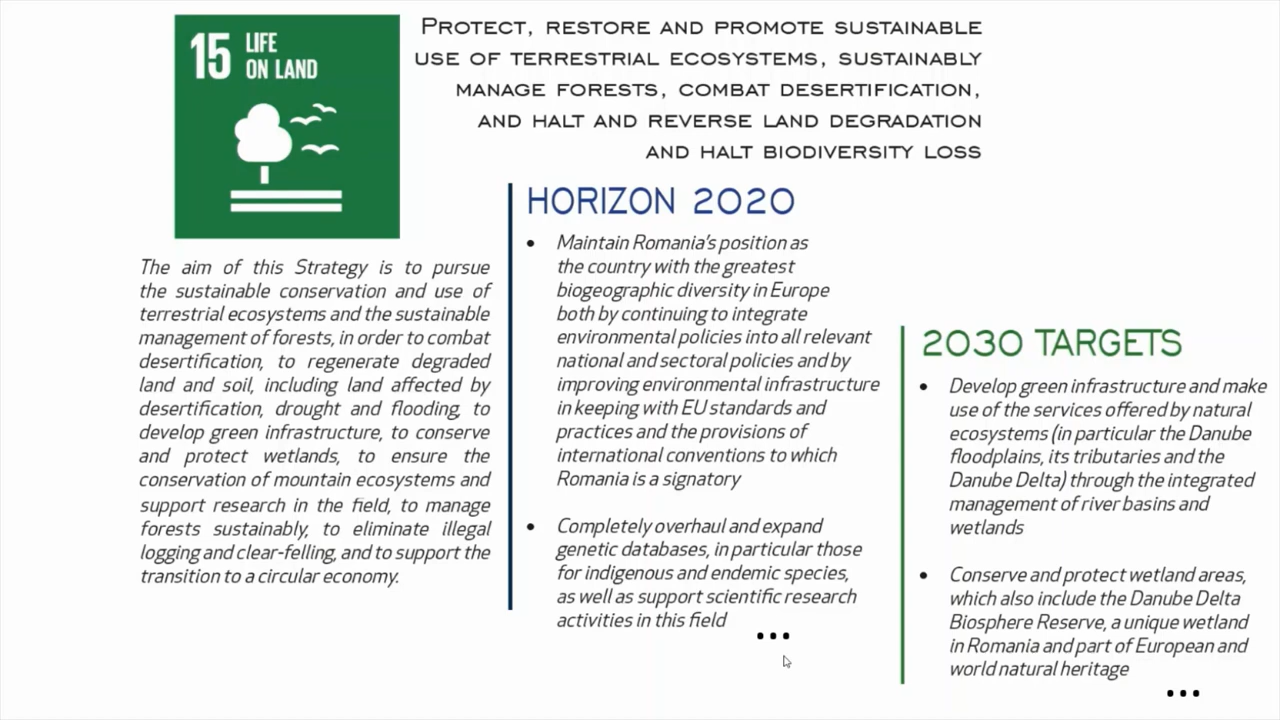 15 LIFE
ON LAND
PROTECT, RESTORE AND PROMOTE SUSTAINABLE
USE OF TERRESTRIAL ECOSYSTEMS, SUSTAINABLY
MANAGE FORESTS, COMBAT DESERTIFICATION,
AND HALT AND REVERSE LAND DEGRADATION
AND HALT BIODIVERSITY LOSS
The aim of this Strategy is to pursue
the sustainable conservation and use of
terrestrial ecosystems and the sustainable
management of forests, in order to combat
desertification, to regenerate degraded
land and soil, including land affected by
desertification, drought and flooding, to
develop green infrastructure, to conserve
and protect wetlands, to ensure the
conservation of mountain ecosystems and
support research in the field, to manage
forests sustainably, to eliminate illegal
logging and clear-felling, and to support the
transition to a circular economy.
HORIZON 2020
• Maintain Romania's position as
the country with the greatest
biogeographic diversity in Europe
both by continuing to integrate
environmental policies into all relevant
national and sectoral policies and by
improving environmental infrastructure
in keeping with EU standards and
practices and the provisions of
international conventions to which
Romania is a signatory
• Completely overhaul and expand
genetic databases, in particular those
for indigenous and endemic species,
as well as support scientific research
activities in this field
...
2030 TARGETS
• Develop green infrastructure and make
use of the services offered by natural
ecosystems (in particular the Danube
floodplains, its tributaries and the
Danube Delta) through the integrated
management of river basins and
wetlands
• Conserve and protect wetland areas,
which also include the Danube Delta
Biosphere Reserve, a unique wetland
in Romania and part of European and
world natural heritage
...